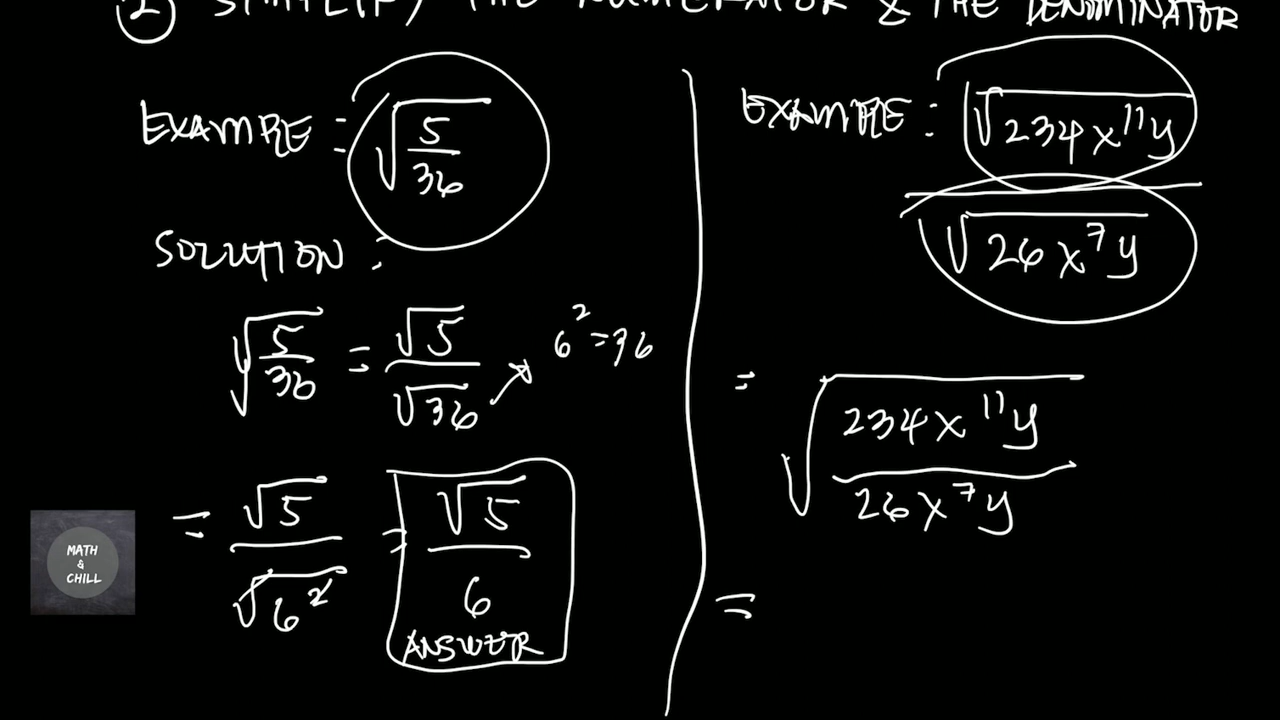 ② SIMPLIFY THE NUMERATOR & THE DENOMINATOR
EXAMPLE : √(5/36)
SOLUTION :
√(5/36) = √5/√36 6² = 36
= √5/√6² = √5/6
ANSWER
EXAMPLE : √(234x¹¹y)/√(26x⁷y)
= √(234x¹¹y/26x⁷y)
=
MATH
&
CHILL